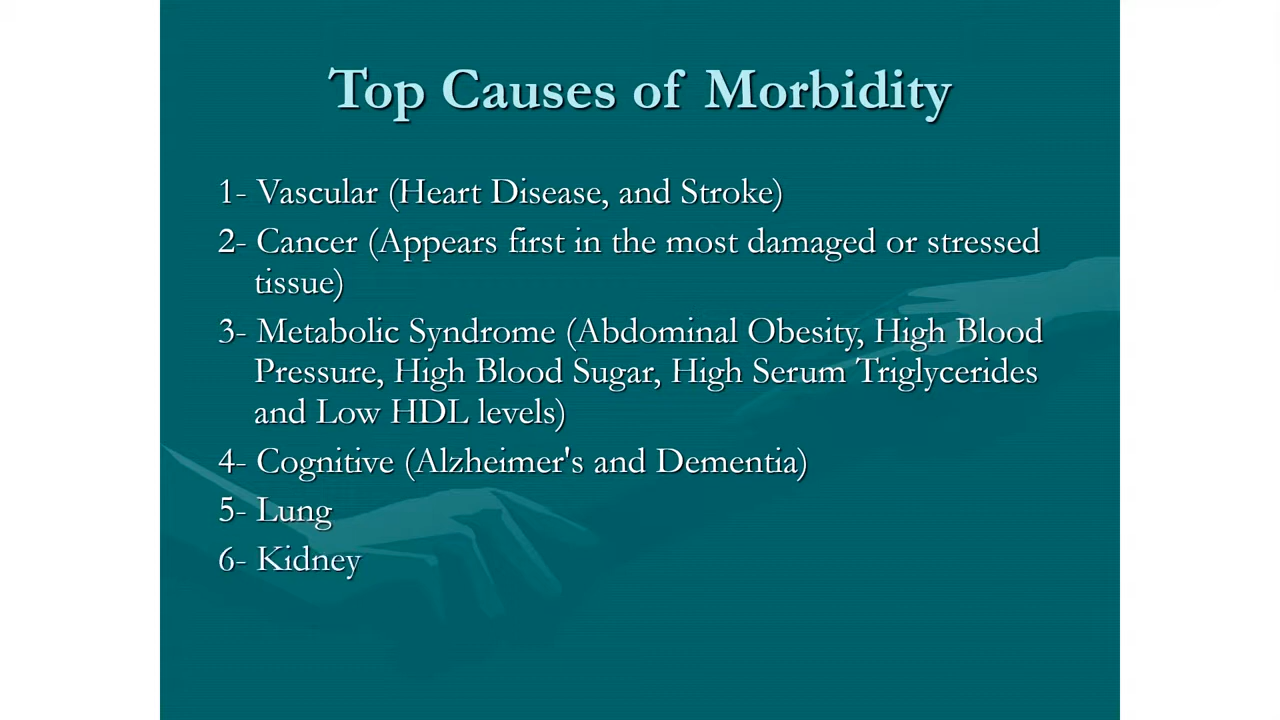 Top Causes of Morbidity
1- Vascular (Heart Disease, and Stroke)
2- Cancer (Appears first in the most damaged or stressed
tissue)
3- Metabolic Syndrome (Abdominal Obesity, High Blood
Pressure, High Blood Sugar, High Serum Triglycerides
and Low HDL levels)
4- Cognitive (Alzheimer's and Dementia)
5- Lung
6- Kidney